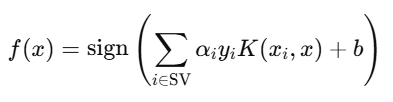 f(x) = sign ( ∑_{i∈SV} α_i y_i K(x_i, x) + b )